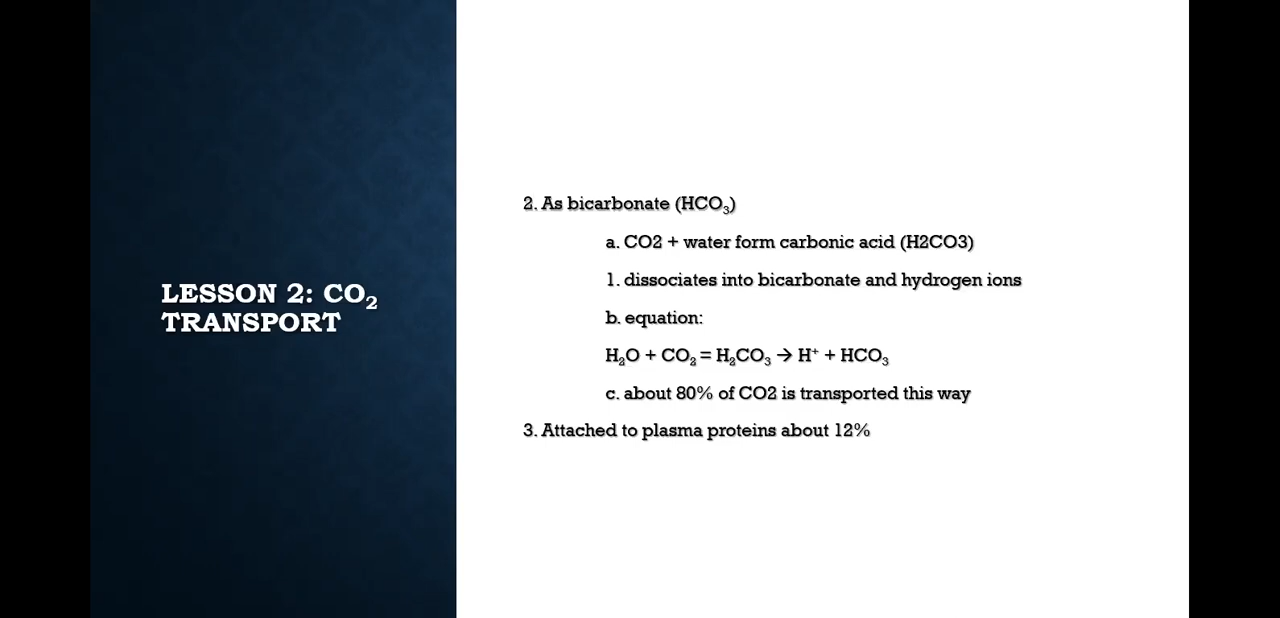 LESSON 2: CO₂
TRANSPORT
2. As bicarbonate (HCO₃)
a. CO2 + water form carbonic acid (H2CO3)
1. dissociates into bicarbonate and hydrogen ions
b. equation:
H₂O + CO₂ = H₂CO₃ → H⁺ + HCO₃
c. about 80% of CO2 is transported this way
3. Attached to plasma proteins about 12%